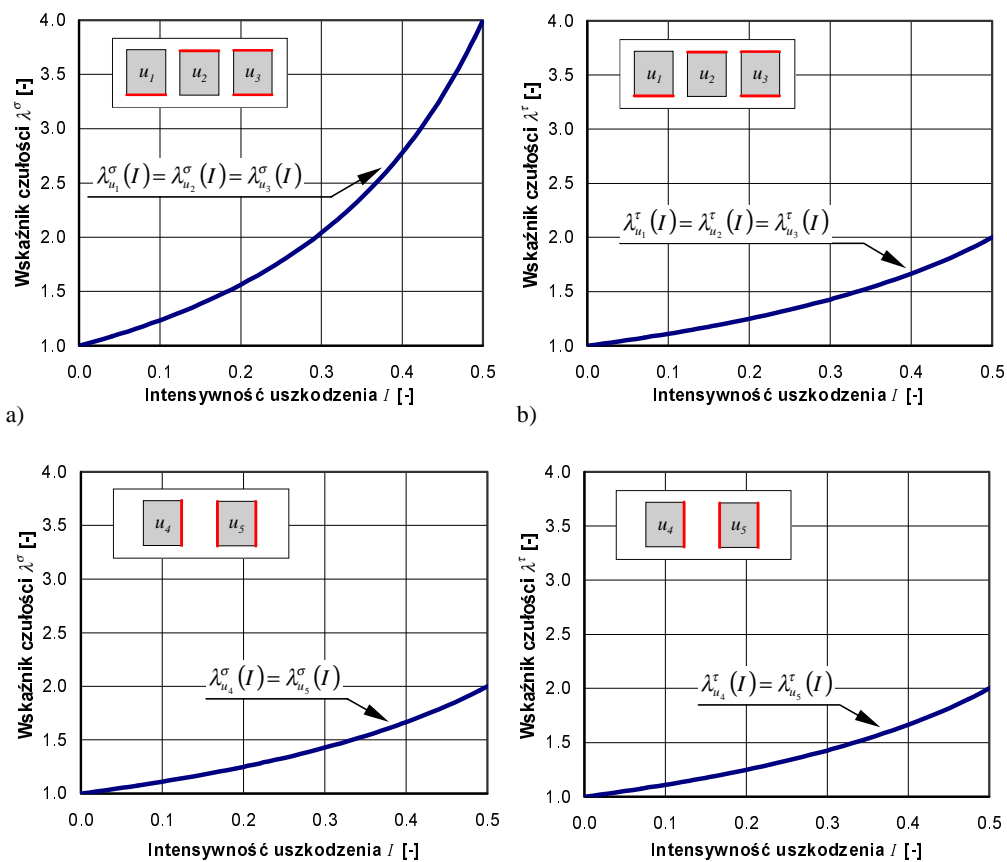 4.0
3.5
3.0
2.5
2.0
1.5
1.0
Wskaźnik czułości λ^σ [-]
u₁ u₂ u₃
λ^σ_u₁(I) = λ^σ_u₂(I) = λ^σ_u₃(I)
0.0 0.1 0.2 0.3 0.4 0.5
Intensywność uszkodzenia I [-]
a)
4.0
3.5
3.0
2.5
2.0
1.5
1.0
Wskaźnik czułości λ^τ [-]
u₁ u₂ u₃
λ^τ_u₁(I) = λ^τ_u₂(I) = λ^τ_u₃(I)
0.0 0.1 0.2 0.3 0.4 0.5
Intensywność uszkodzenia I [-]
b)
4.0
3.5
3.0
2.5
2.0
1.5
1.0
Wskaźnik czułości λ^σ [-]
u₄ u₅
λ^σ_u₄(I) = λ^σ_u₅(I)
0.0 0.1 0.2 0.3 0.4 0.5
Intensywność uszkodzenia I [-]
4.0
3.5
3.0
2.5
2.0
1.5
1.0
Wskaźnik czułości λ^τ [-]
u₄ u₅
λ^τ_u₄(I) = λ^τ_u₅(I)
0.0 0.1 0.2 0.3 0.4 0.5
Intensywność uszkodzenia I [-]